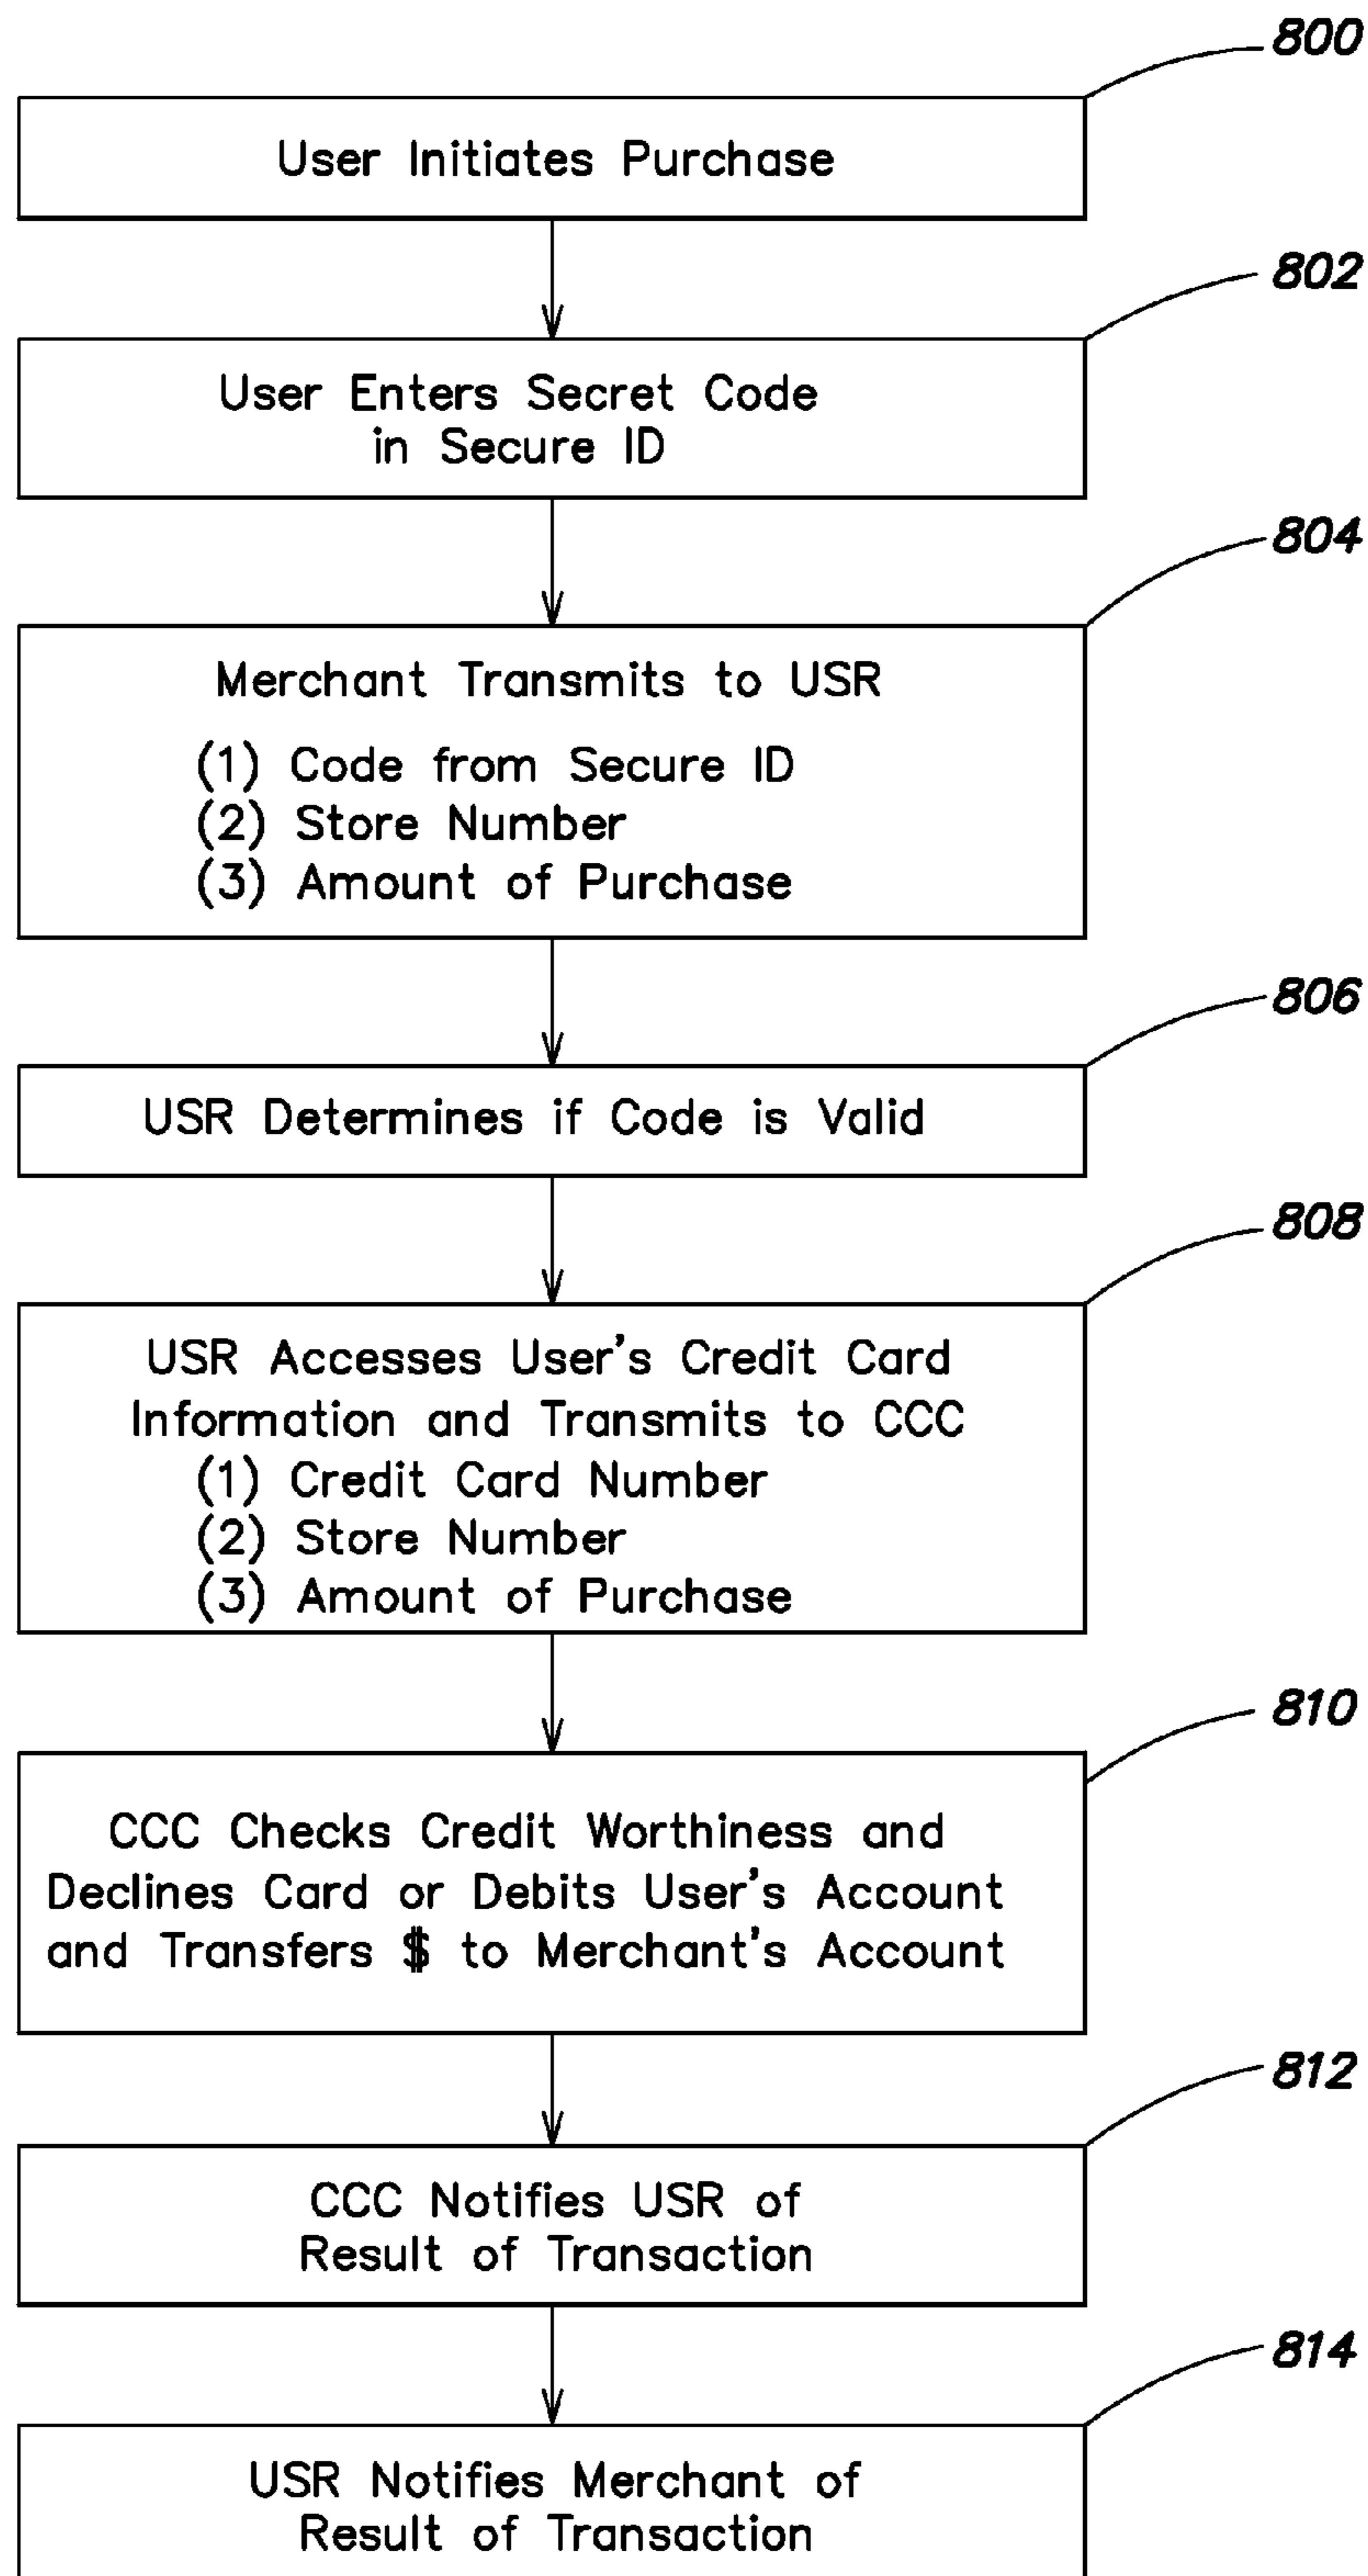 800
User Initiates Purchase
802
User Enters Secret Code
in Secure ID
804
Merchant Transmits to USR
(1) Code from Secure ID
(2) Store Number
(3) Amount of Purchase
806
USR Determines if Code is Valid
808
USR Accesses User's Credit Card
Information and Transmits to CCC
(1) Credit Card Number
(2) Store Number
(3) Amount of Purchase
810
CCC Checks Credit Worthiness and
Declines Card or Debits User's Account
and Transfers $ to Merchant's Account
812
CCC Notifies USR of
Result of Transaction
814
USR Notifies Merchant of
Result of Transaction